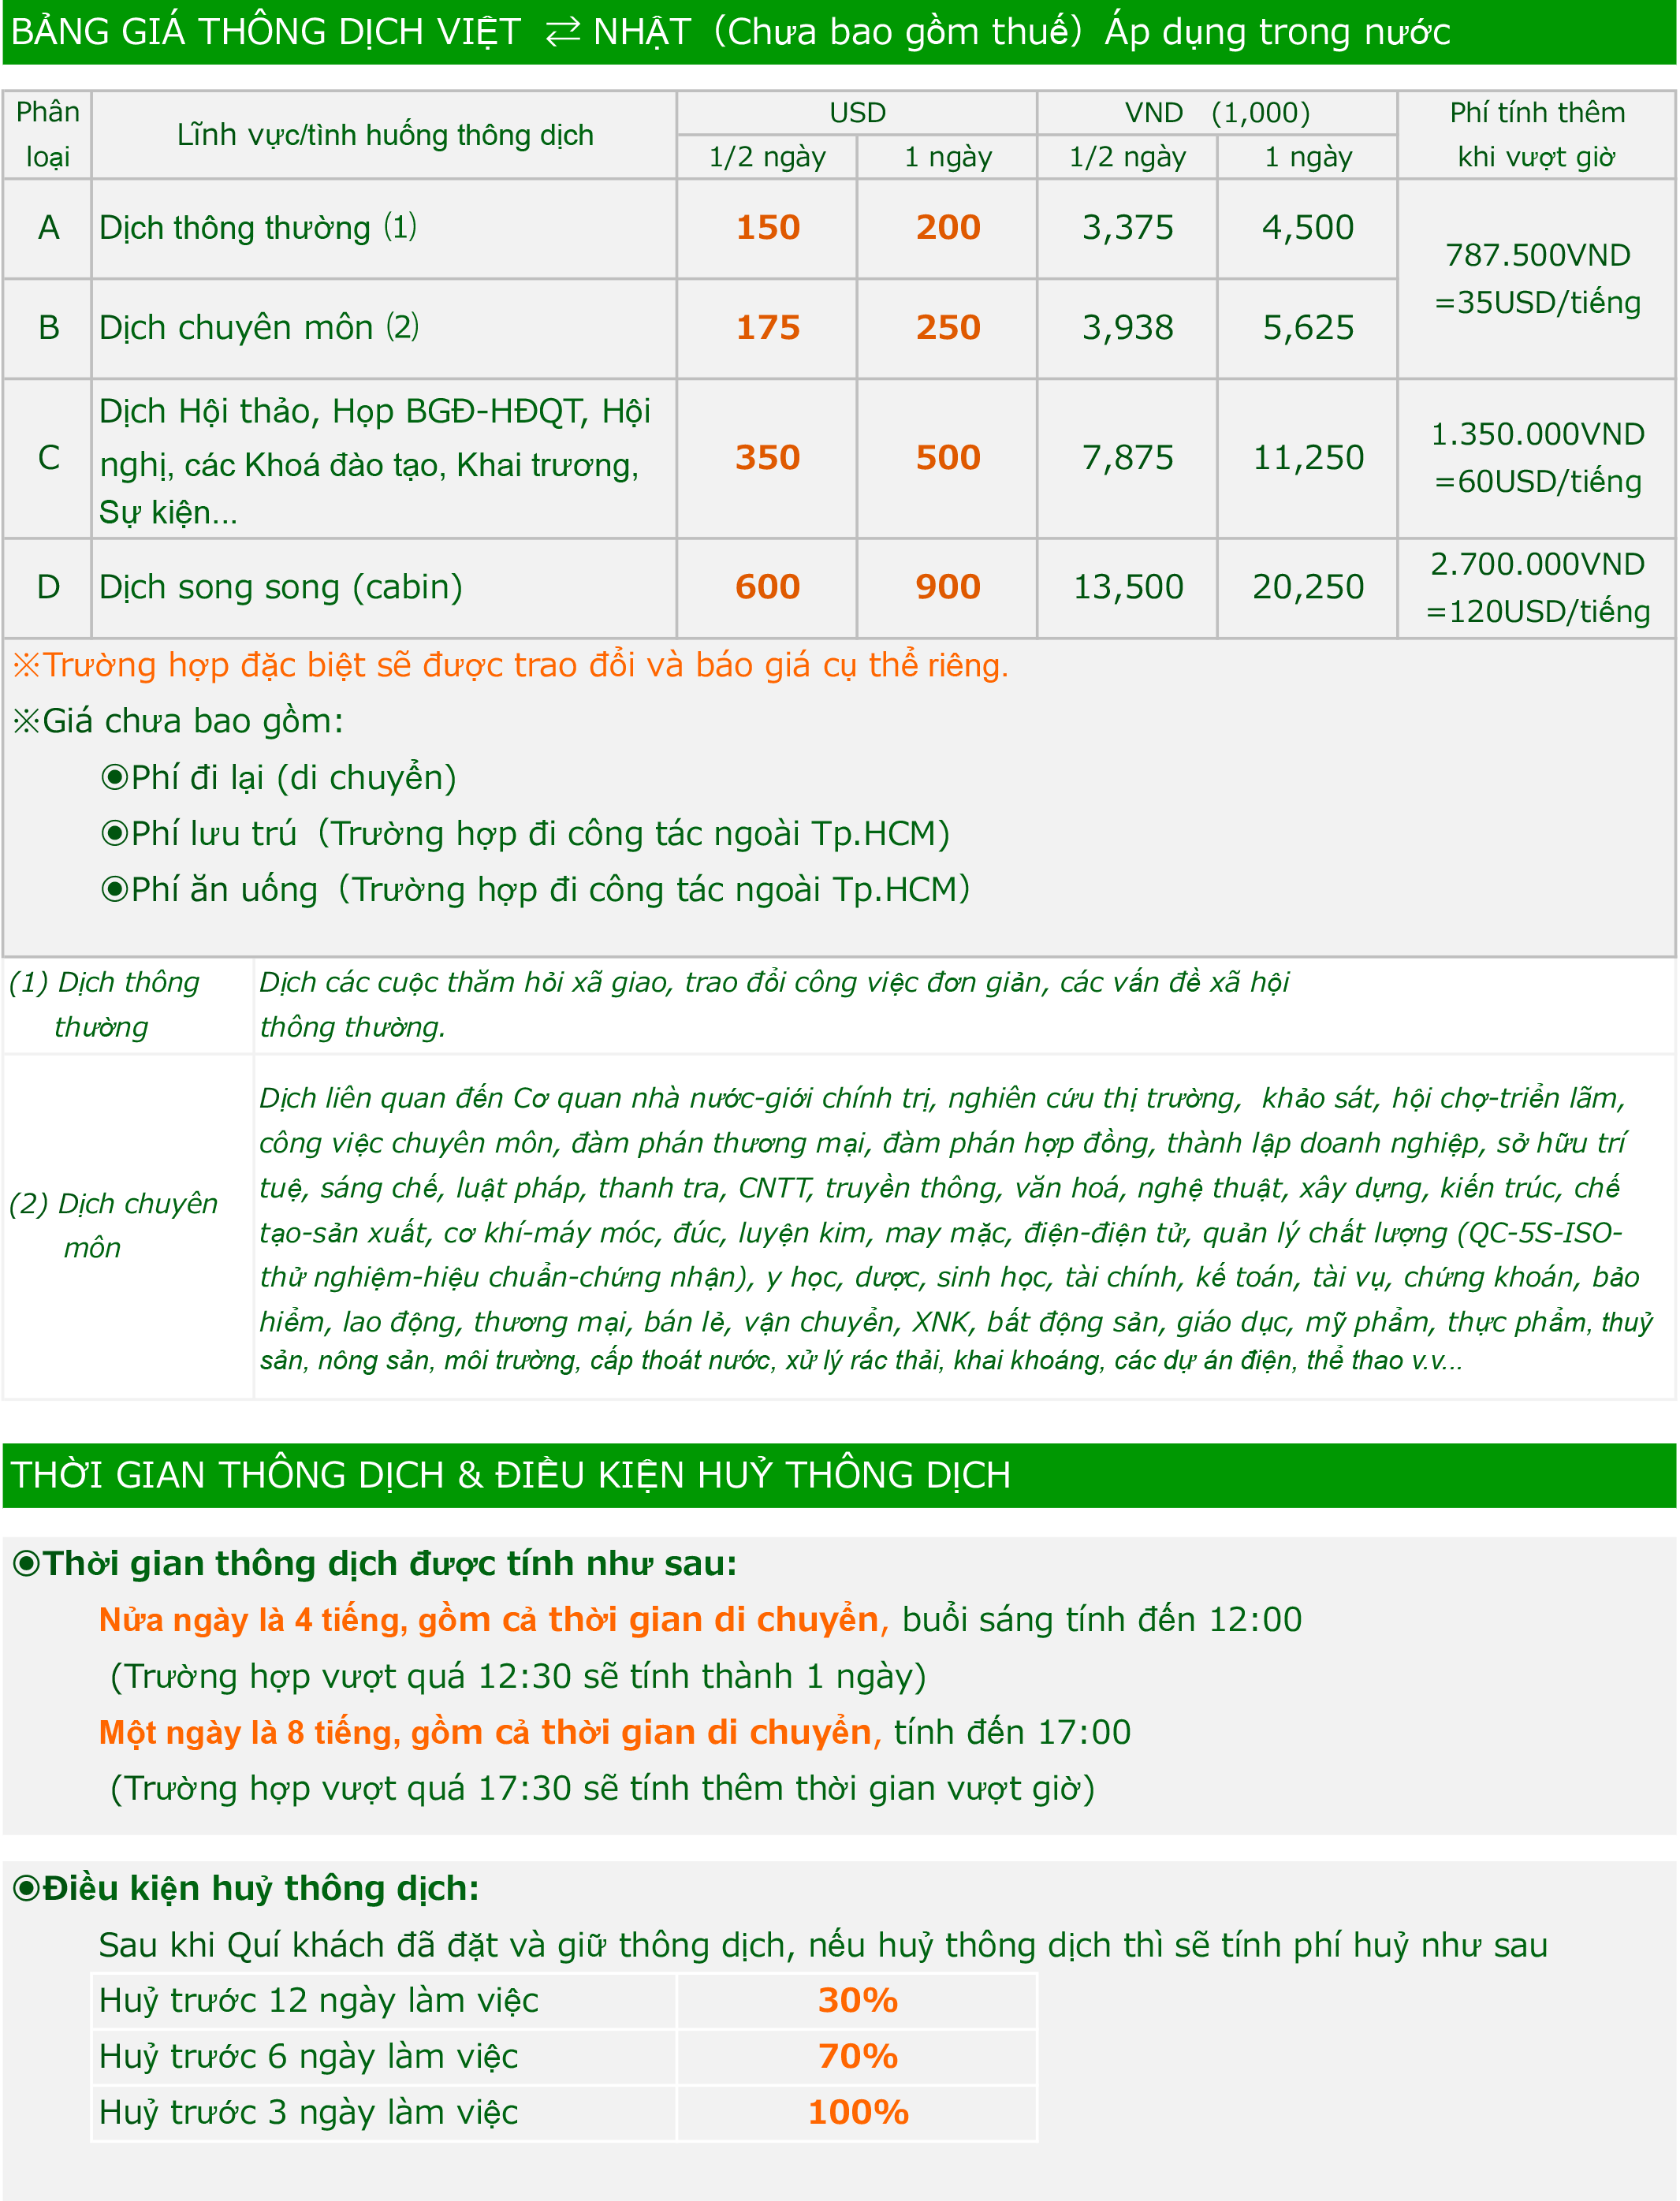 BẢNG GIÁ THÔNG DỊCH VIỆT ⇄ NHẬT (Chưa bao gồm thuế) Áp dụng trong nước
Phân loại
Lĩnh vực/tình huống thông dịch
USD
VND (1,000)
Phí tính thêm khi vượt giờ
1/2 ngày 1 ngày 1/2 ngày 1 ngày
A Dịch thông thường (1) 150 200 3,375 4,500
787.500VND
=35USD/tiếng
B Dịch chuyên môn (2) 175 250 3,938 5,625
C
Dịch Hội thảo, Họp BGĐ-HĐQT, Hội
nghị, các Khoá đào tạo, Khai trương,
Sự kiện...
350 500 7,875 11,250
1.350.000VND
=60USD/tiếng
D Dịch song song (cabin) 600 900 13,500 20,250
2.700.000VND
=120USD/tiếng
※Trường hợp đặc biệt sẽ được trao đổi và báo giá cụ thể riêng.
※Giá chưa bao gồm:
◉Phí đi lại (di chuyển)
◉Phí lưu trú (Trường hợp đi công tác ngoài Tp.HCM)
◉Phí ăn uống (Trường hợp đi công tác ngoài Tp.HCM)
(1) Dịch thông
thường
Dịch các cuộc thăm hỏi xã giao, trao đổi công việc đơn giản, các vấn đề xã hội
thông thường.
(2) Dịch chuyên
môn
Dịch liên quan đến Cơ quan nhà nước-giới chính trị, nghiên cứu thị trường, khảo sát, hội chợ-triển lãm,
công việc chuyên môn, đàm phán thương mại, đàm phán hợp đồng, thành lập doanh nghiệp, sở hữu trí
tuệ, sáng chế, luật pháp, thanh tra, CNTT, truyền thông, văn hoá, nghệ thuật, xây dựng, kiến trúc, chế
tạo-sản xuất, cơ khí-máy móc, đúc, luyện kim, may mặc, điện-điện tử, quản lý chất lượng (QC-5S-ISO-
thử nghiệm-hiệu chuẩn-chứng nhận), y học, dược, sinh học, tài chính, kế toán, tài vụ, chứng khoán, bảo
hiểm, lao động, thương mại, bán lẻ, vận chuyển, XNK, bất động sản, giáo dục, mỹ phẩm, thực phẩm, thuỷ
sản, nông sản, môi trường, cấp thoát nước, xử lý rác thải, khai khoáng, các dự án điện, thể thao v.v...
THỜI GIAN THÔNG DỊCH & ĐIỀU KIỆN HUỶ THÔNG DỊCH
◉Thời gian thông dịch được tính như sau:
Nửa ngày là 4 tiếng, gồm cả thời gian di chuyển, buổi sáng tính đến 12:00
(Trường hợp vượt quá 12:30 sẽ tính thành 1 ngày)
Một ngày là 8 tiếng, gồm cả thời gian di chuyển, tính đến 17:00
(Trường hợp vượt quá 17:30 sẽ tính thêm thời gian vượt giờ)
◉Điều kiện huỷ thông dịch:
Sau khi Quí khách đã đặt và giữ thông dịch, nếu huỷ thông dịch thì sẽ tính phí huỷ như sau
Huỷ trước 12 ngày làm việc 30%
Huỷ trước 6 ngày làm việc 70%
Huỷ trước 3 ngày làm việc 100%